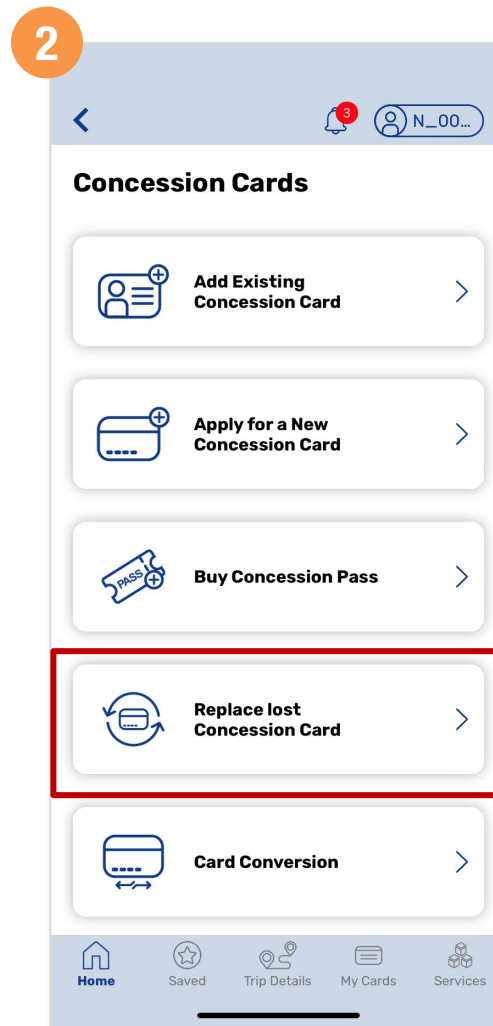 2
3
N_00...
Concession Cards
Add Existing
Concession Card
Apply for a New
Concession Card
PASS
Buy Concession Pass
Replace lost
Concession Card
Card Conversion
Home
Saved
Trip Details
My Cards
Services